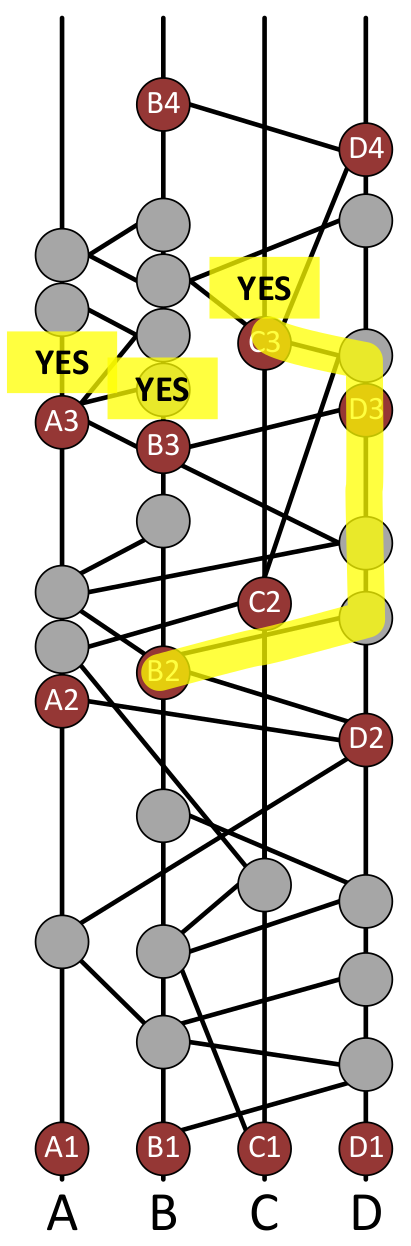 B4
D4
YES
C3
YES
YES
D3
A3
B3
C2
B2
A2
D2
A1 B1 C1 D1
A B C D